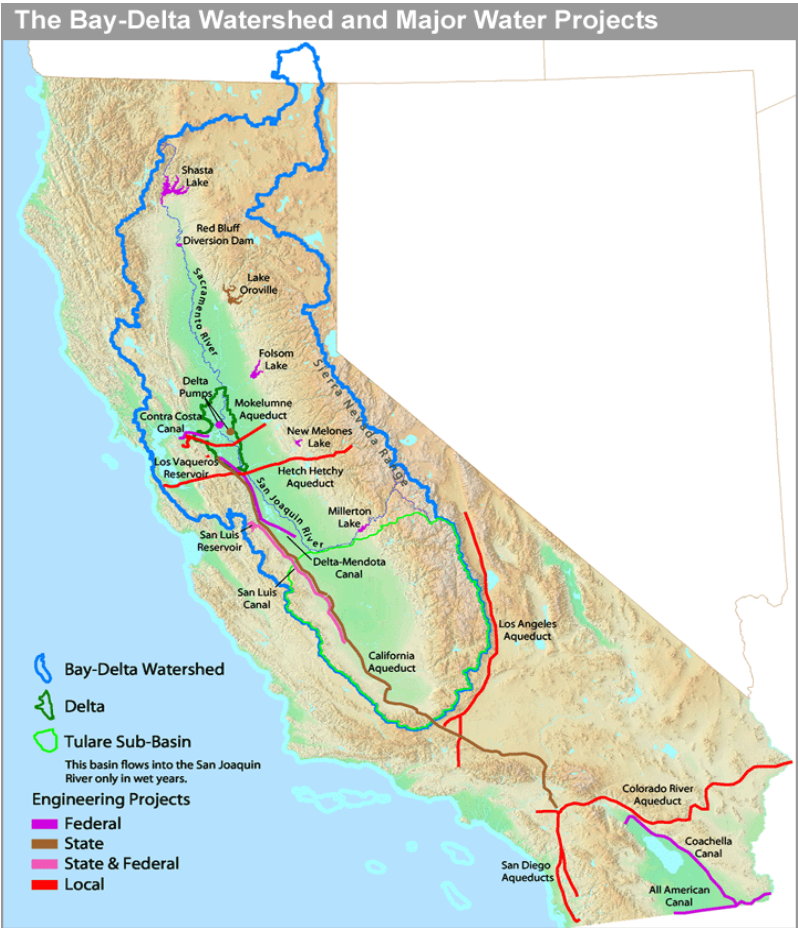 The Bay-Delta Watershed and Major Water Projects
Shasta
Lake
Red Bluff
Diversion Dam
Sacramento River
Lake
Oroville
Folsom
Lake
Sierra Nevada Range
Delta
Pumps
Mokelumne
Aqueduct
Contra Costa
Canal
New Melones
Lake
Los Vaqueros
Reservoir
Hetch Hetchy
Aqueduct
San Joaquin River
Millerton
Lake
San Luis
Reservoir
Delta-Mendota
Canal
San Luis
Canal
Los Angeles
Aqueduct
California
Aqueduct
Bay-Delta Watershed
Delta
Tulare Sub-Basin
This basin flows into the San Joaquin
River only in wet years.
Engineering Projects
Federal
State
State & Federal
Local
Colorado River
Aqueduct
Coachella
Canal
San Diego
Aqueducts
All American
Canal